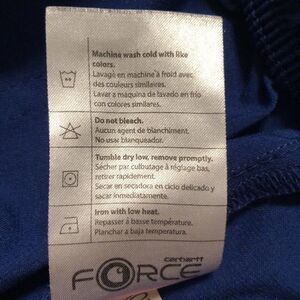 Machine wash cold with like
colors.
Lavage en machine à froid avec
des couleurs similaires.
Lavar a máquina de lavado en frío
con colores similares.
Do not bleach.
Aucun agent de blanchiment.
No usar blanqueador.
Tumble dry low, remove promptly.
Sécher par culbutage à réglage bas,
retirer rapidement.
Secar en secadora en ciclo delicado y
sacar inmediatamente.
Iron with low heat.
Repasser à basse température.
Planchar a baja temperatura.
carhartt
FORCE